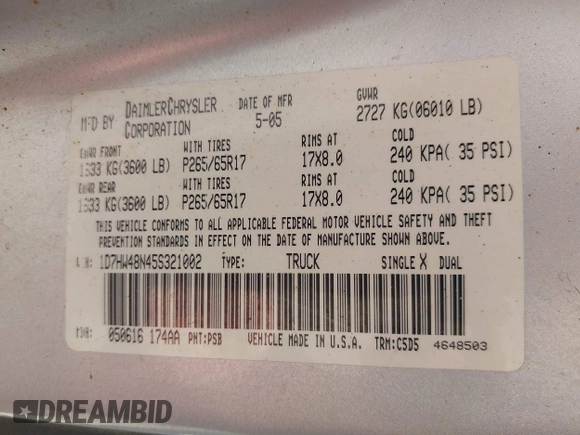 MFD BY DAIMLERCHRYSLER CORPORATION
DATE OF MFR 5-05
GVWR 2727 KG(06010 LB)
GAWR FRONT WITH TIRES RIMS AT COLD
1633 KG(3600 LB) P265/65R17 17X8.0 240 KPA( 35 PSI)
GAWR REAR WITH TIRES RIMS AT COLD
1633 KG(3600 LB) P265/65R17 17X8.0 240 KPA( 35 PSI)
THIS VEHICLE CONFORMS TO ALL APPLICABLE FEDERAL MOTOR VEHICLE SAFETY AND THEFT
PREVENTION STANDARDS IN EFFECT ON THE DATE OF MANUFACTURE SHOWN ABOVE.
1D7HW48N45S321002 TYPE: TRUCK SINGLE X DUAL
MDH: 050616 174AA PNT:PSB VEHICLE MADE IN U.S.A. TRM:C5D5 4648503
DREAMBID